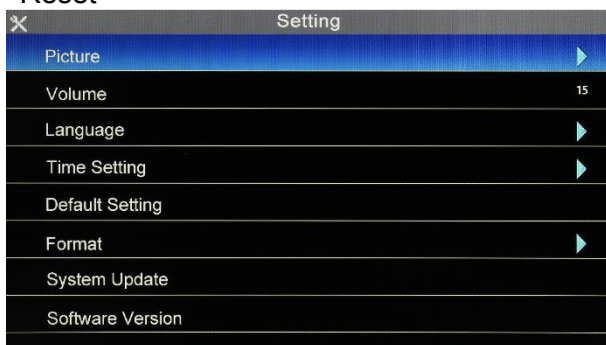 Reset
Setting
Picture
Volume 15
Language
Time Setting
Default Setting
Format
System Update
Software Version